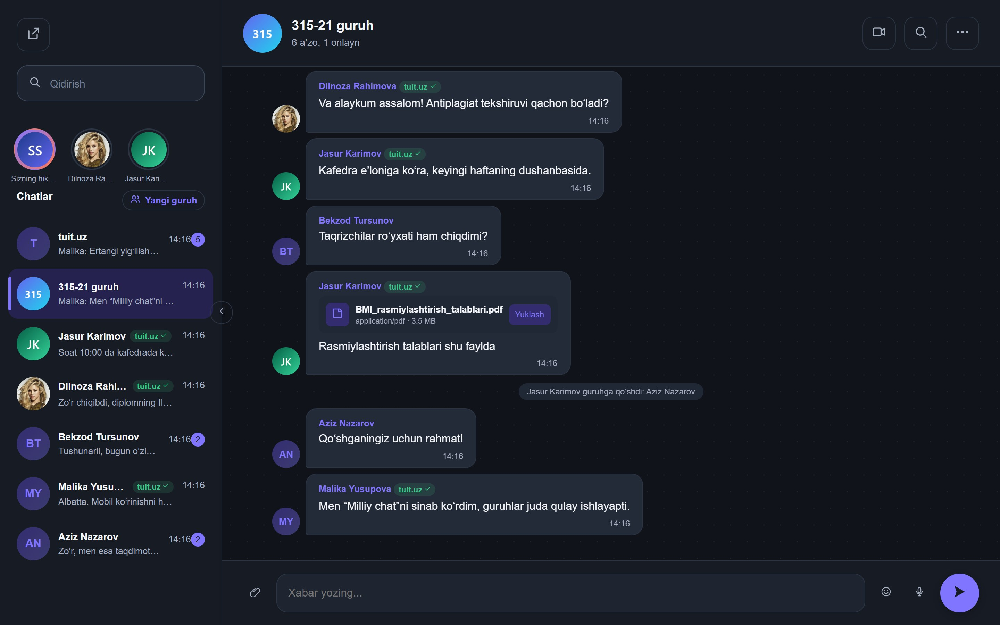 Qidirish
SS
JK
Sizning hik...
Dilnoza Ra...
Jasur Kari...
Chatlar
Yangi guruh
T
tuit.uz
14:16
5
Malika: Ertangi yig‘ilish...
315
315-21 guruh
14:16
Malika: Men “Milliy chat”ni ...
JK
Jasur Karimov
tuit.uz
14:16
Soat 10:00 da kafedrada k...
Dilnoza Rahi...
tuit.uz
14:16
Zo‘r chiqibdi, diplomning II...
BT
Bekzod Tursunov
14:16
2
Tushunarli, bugun o‘zi...
MY
Malika Yusu...
tuit.uz
14:16
Albatta. Mobil ko‘rinishni h...
AN
Aziz Nazarov
14:16
2
Zo‘r, men esa taqdimot...
315
315-21 guruh
6 a’zo, 1 onlayn
Dilnoza Rahimova tuit.uz
Va alaykum assalom! Antiplagiat tekshiruvi qachon bo‘ladi?
14:16
Jasur Karimov tuit.uz
Kafedra e’loniga ko‘ra, keyingi haftaning dushanbasida.
14:16
JK
Bekzod Tursunov
Taqrizchilar ro‘yxati ham chiqdimi?
14:16
BT
Jasur Karimov tuit.uz
BMI_rasmiylashtirish_talablari.pdf
application/pdf · 3.5 MB
Yuklash
Rasmiylashtirish talablari shu faylda
14:16
JK
Jasur Karimov guruhga qo‘shdi: Aziz Nazarov
Aziz Nazarov
Qo‘shganingiz uchun rahmat!
14:16
AN
Malika Yusupova tuit.uz
Men “Milliy chat”ni sinab ko‘rdim, guruhlar juda qulay ishlayapti.
14:16
MY
Xabar yozing...